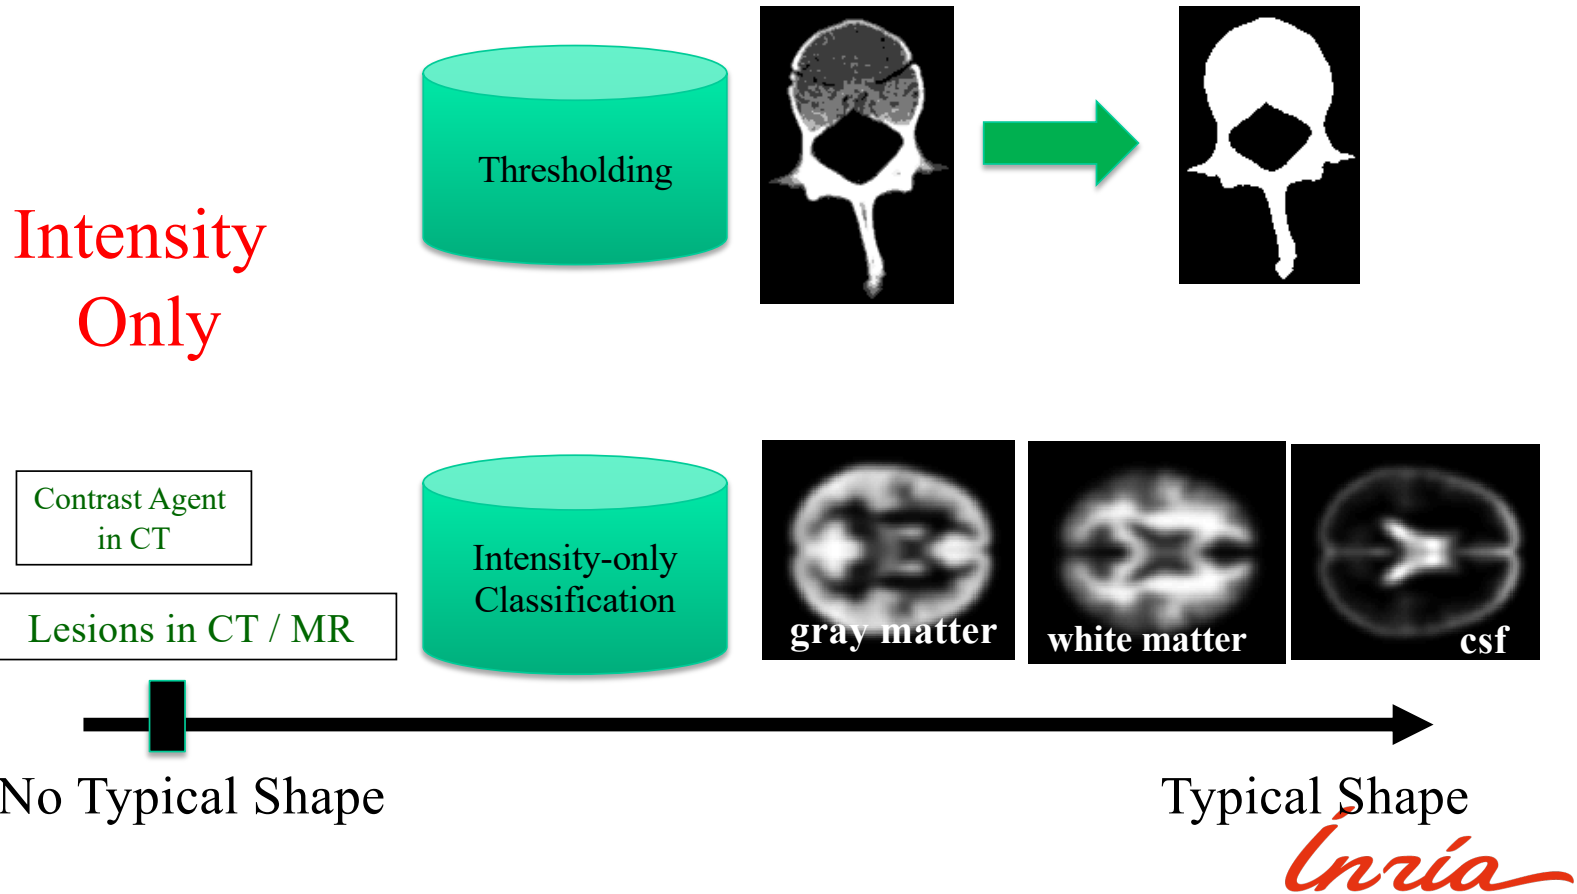 Thresholding
Intensity
Only
Contrast Agent
in CT
Lesions in CT / MR
Intensity-only
Classification
gray matter
white matter
csf
No Typical Shape
Typical Shape
Inría